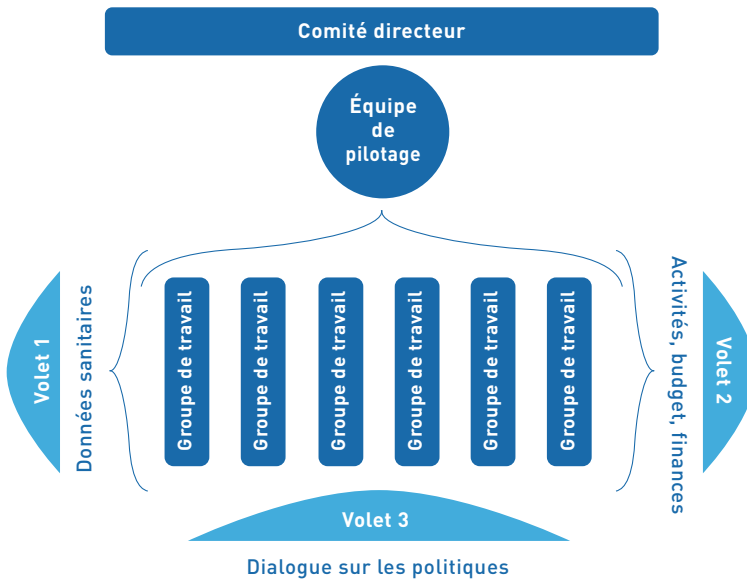 Comité directeur
Équipe
de
pilotage
Volet 1
Données sanitaires
Groupe de travail
Groupe de travail
Groupe de travail
Groupe de travail
Groupe de travail
Groupe de travail
Activités, budget, finances
Volet 2
Volet 3
Dialogue sur les politiques